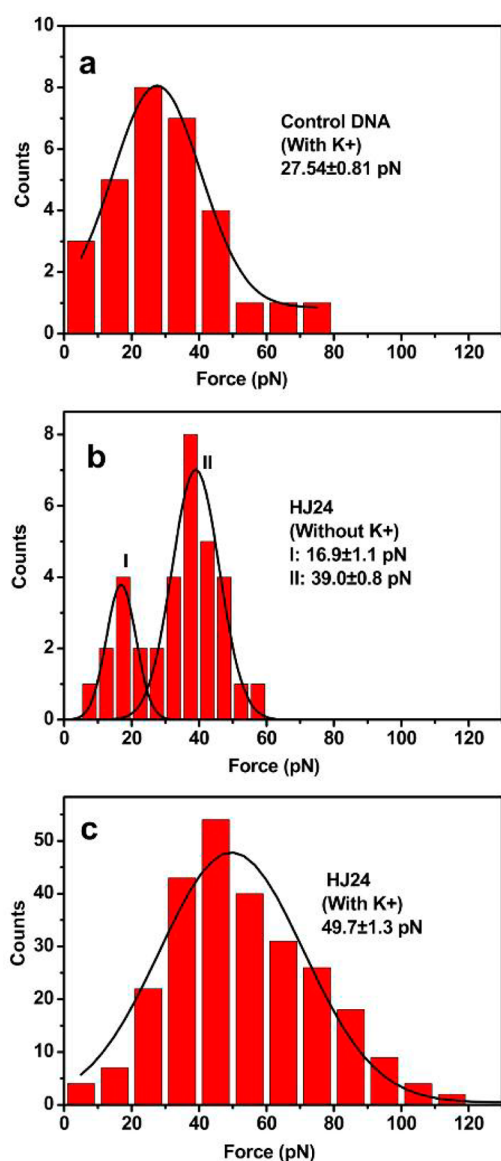 10
8
6
4
2
0
Counts
a
Control DNA
(With K+)
27.54±0.81 pN
0 20 40 60 80 100 120
Force (pN)
8
6
4
2
0
Counts
b
I
II
HJ24
(Without K+)
I: 16.9±1.1 pN
II: 39.0±0.8 pN
0 20 40 60 80 100 120
Force (pN)
50
40
30
20
10
0
Counts
c
HJ24
(With K+)
49.7±1.3 pN
0 20 40 60 80 100 120
Force (pN)